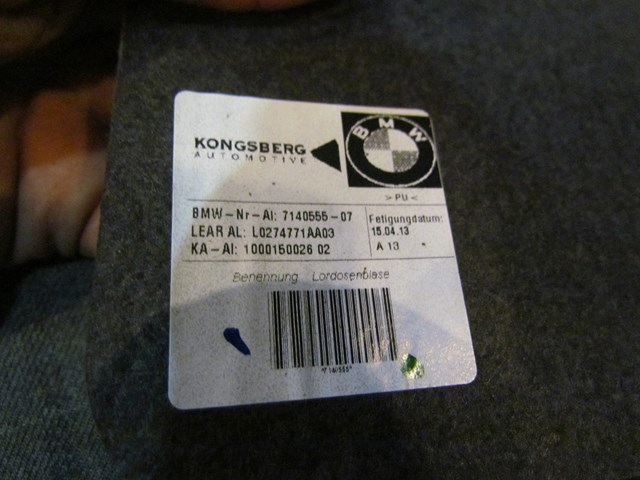 KONGSBERG
AUTOMOTIVE
BMW
> PU <
BMW-Nr-AI: 7140555-07
LEAR AL: L0274771AA03
KA-AI: 1000150026 02
Fetigungdatum:
15.04.13
A 13
Benennung Lordosenblase